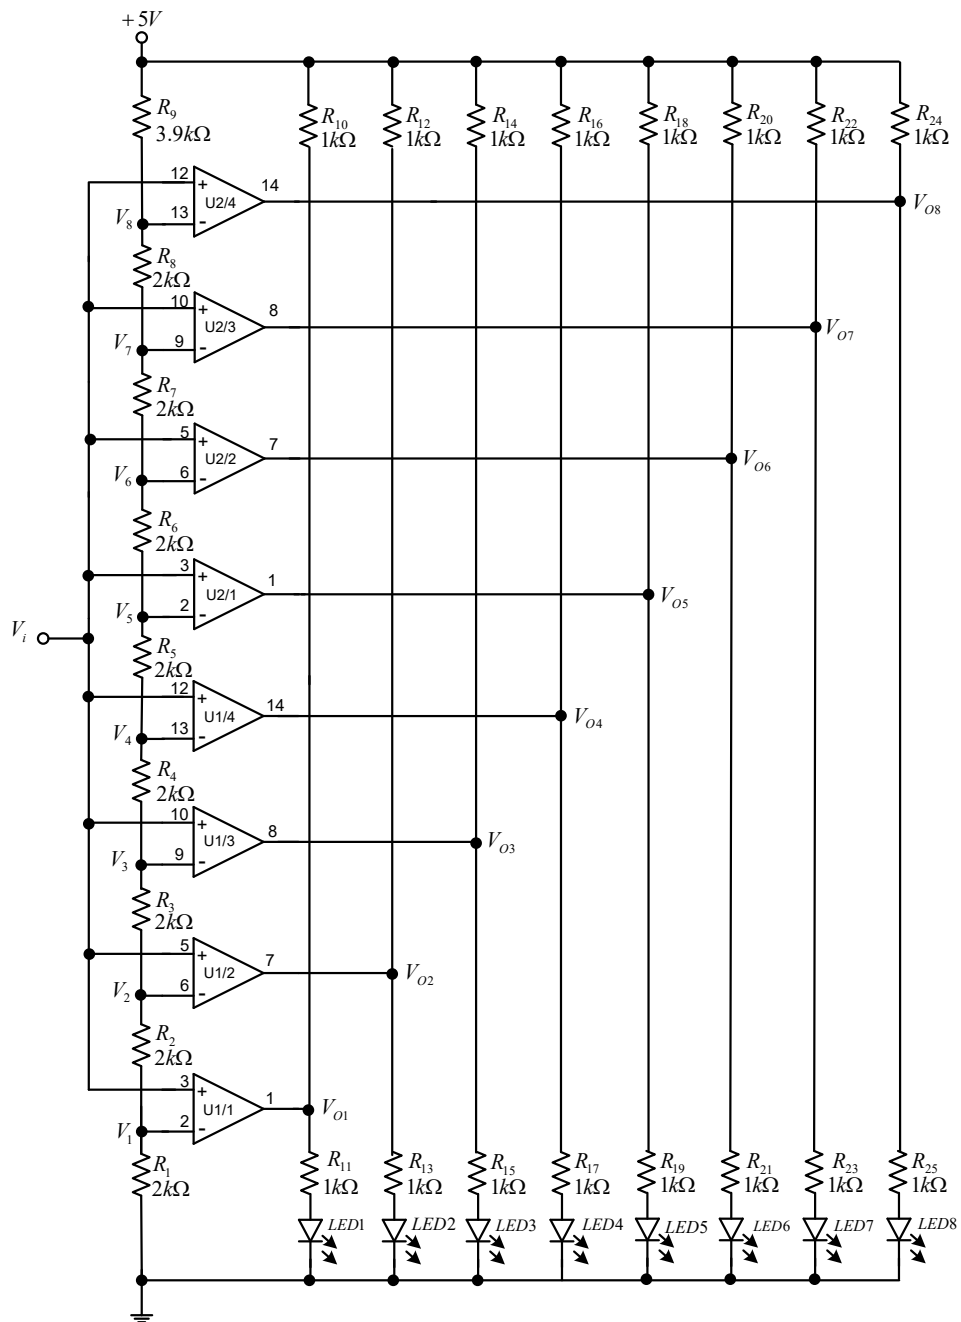 +5V
R9
3.9kΩ
R10
1kΩ
R12
1kΩ
R14
1kΩ
R16
1kΩ
R18
1kΩ
R20
1kΩ
R22
1kΩ
R24
1kΩ
12
+
U2/4
14
V8
13
-
VO8
R8
2kΩ
10
+
U2/3
8
V7
9
-
VO7
R7
2kΩ
5
+
U2/2
7
V6
6
-
VO6
R6
2kΩ
3
+
U2/1
1
V5
2
-
VO5
Vi
R5
2kΩ
12
+
U1/4
14
V4
13
-
VO4
R4
2kΩ
10
+
U1/3
8
V3
9
-
VO3
R3
2kΩ
5
+
U1/2
7
V2
6
-
VO2
R2
2kΩ
3
+
U1/1
1
V1
2
-
VO1
R1
2kΩ
R11
1kΩ
R13
1kΩ
R15
1kΩ
R17
1kΩ
R19
1kΩ
R21
1kΩ
R23
1kΩ
R25
1kΩ
LED1
LED2
LED3
LED4
LED5
LED6
LED7
LED8